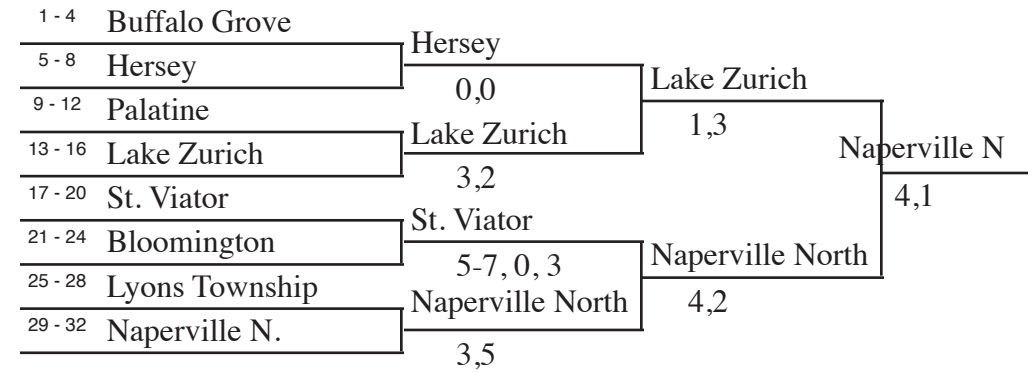 1 - 4 Buffalo Grove
5 - 8 Hersey
9 - 12 Palatine
13 - 16 Lake Zurich
17 - 20 St. Viator
21 - 24 Bloomington
25 - 28 Lyons Township
29 - 32 Naperville N.
Hersey
0,0
Lake Zurich
3,2
St. Viator
5-7, 0, 3
Naperville North
3,5
Lake Zurich
1,3
Naperville North
4,2
Naperville N
4,1